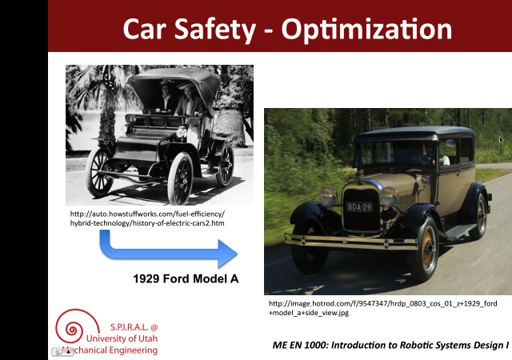 Car Safety - Optimization
http://auto.howstuffworks.com/fuel-efficiency/
hybrid-technology/history-of-electric-cars2.htm
1929 Ford Model A
BDA·29
http://image.hotrod.com/f/9547347/hrdp_0803_cos_01_z+1929_ford
+model_a+side_view.jpg
S.P.I.R.A.L. @
University of Utah
Mechanical Engineering
ME EN 1000: Introduction to Robotic Systems Design I